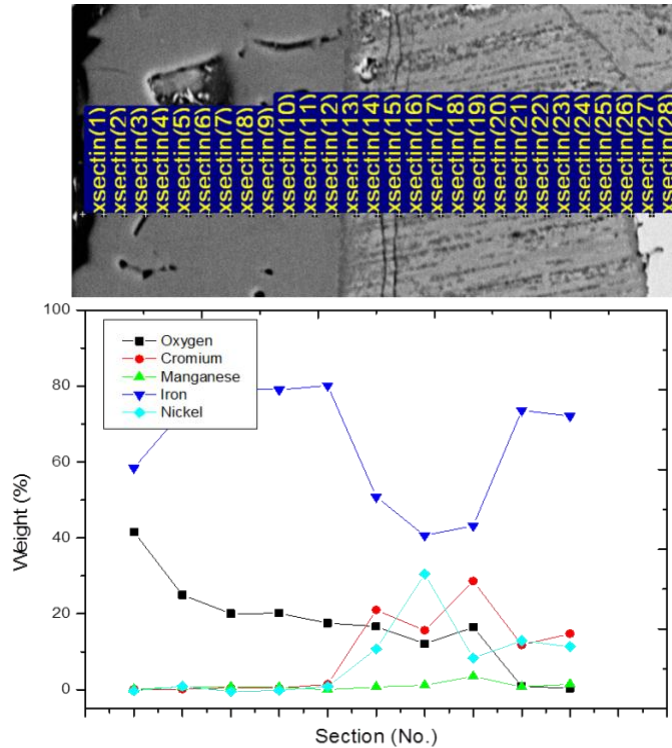 xsectin(1)
xsectin(2)
xsectin(3)
xsectin(4)
xsectin(5)
xsectin(6)
xsectin(7)
xsectin(8)
xsectin(9)
xsectin(10)
xsectin(11)
xsectin(12)
xsectin(13)
xsectin(14)
xsectin(15)
xsectin(16)
xsectin(17)
xsectin(18)
xsectin(19)
xsectin(20)
xsectin(21)
xsectin(22)
xsectin(23)
xsectin(24)
xsectin(25)
xsectin(26)
xsectin(27)
xsectin(28
100
80
60
40
20
0
Weight (%)
Oxygen
Cromium
Manganese
Iron
Nickel
Section (No.)